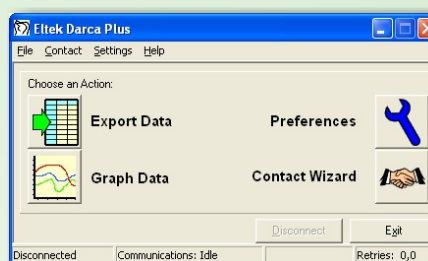 Eltek Darca Plus
File Contact Settings Help
Choose an Action:
Export Data Preferences
Graph Data Contact Wizard
Disconnect Exit
Disconnected Communications: Idle Retries: 0,0